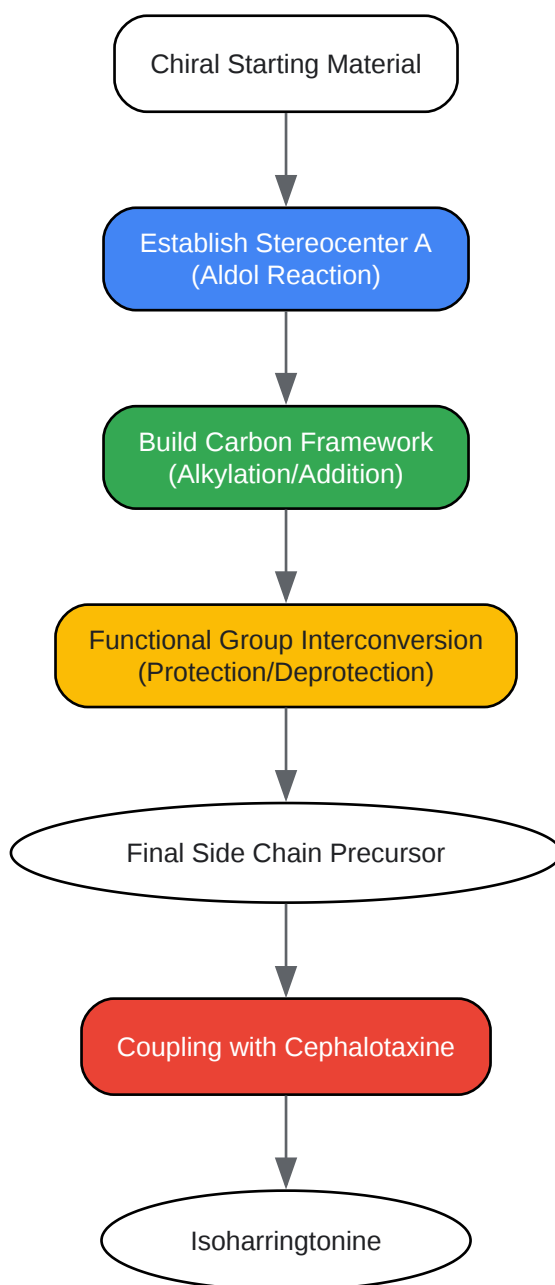 Chiral Starting Material
Establish Stereocenter A
(Aldol Reaction)
Build Carbon Framework
(Alkylation/Addition)
Functional Group Interconversion
(Protection/Deprotection)
Final Side Chain Precursor
Coupling with Cephalotaxine
Isoharringtonine